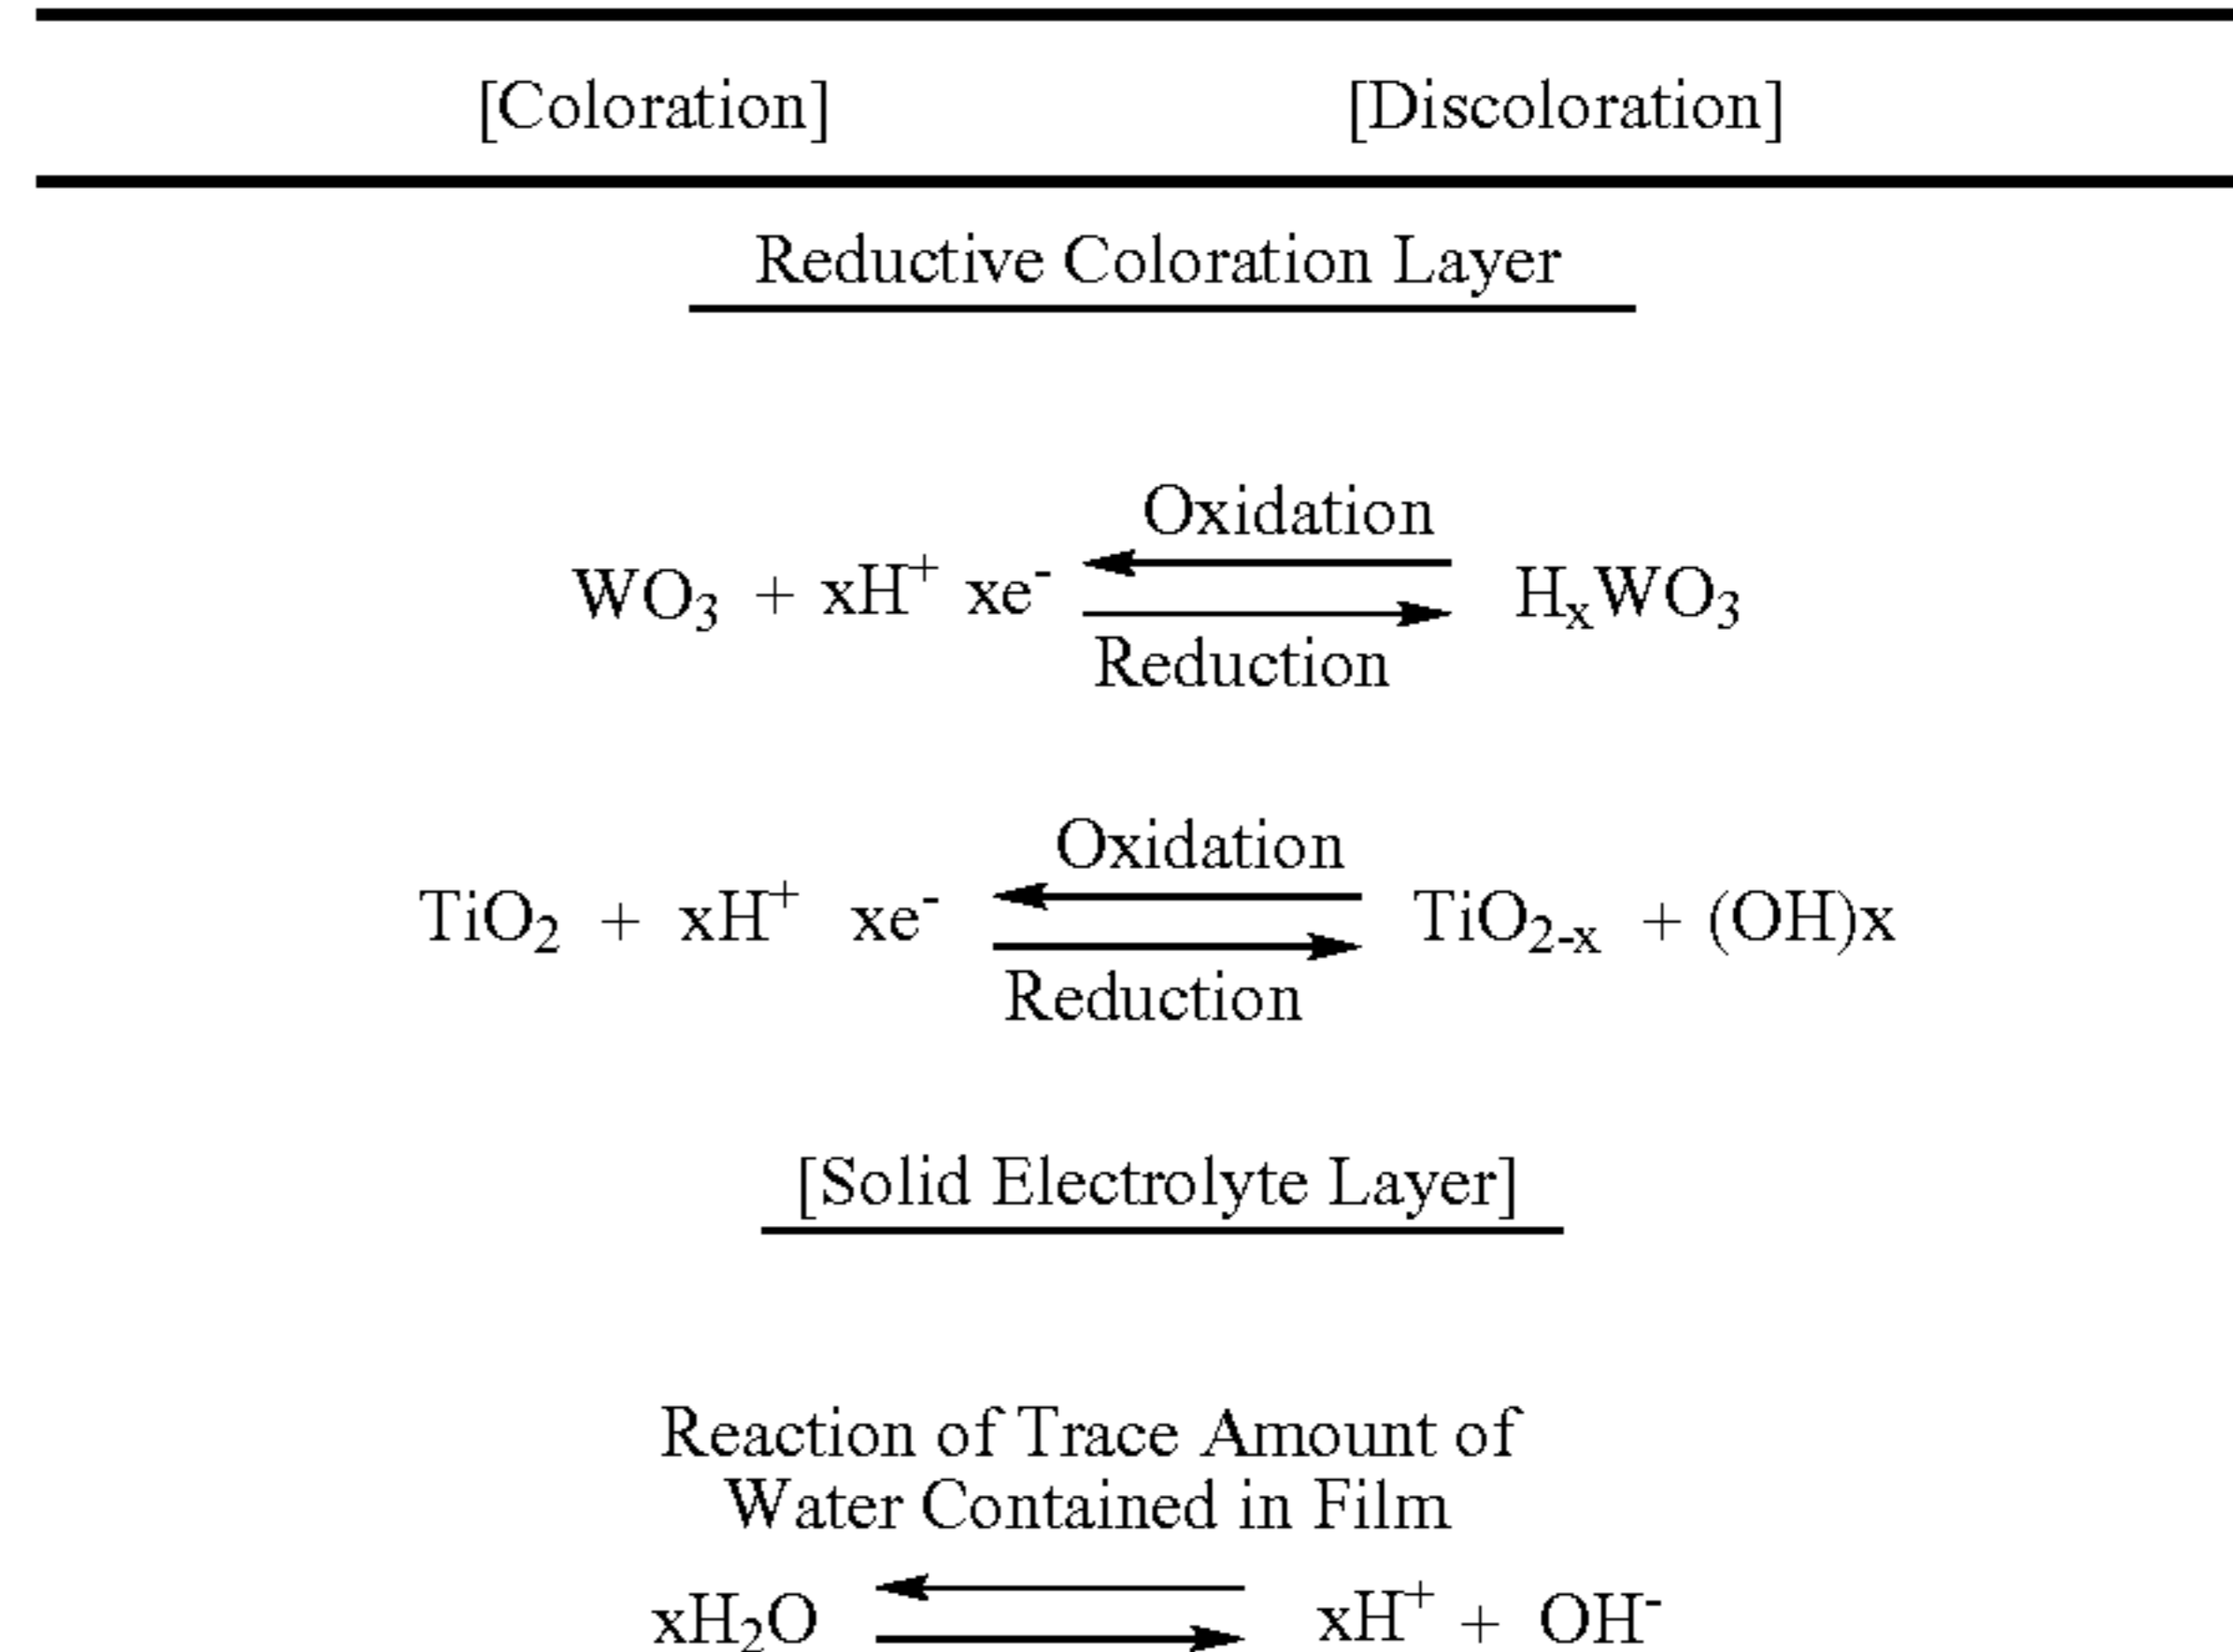 [Coloration] [Discoloration]
Reductive Coloration Layer
Oxidation
WO₃ + xH⁺ xe⁻ ⇄ HₓWO₃
Reduction
Oxidation
TiO₂ + xH⁺ xe⁻ ⇄ TiO₂₋ₓ + (OH)x
Reduction
[Solid Electrolyte Layer]
Reaction of Trace Amount of
Water Contained in Film
xH₂O ⇄ xH⁺ + OH⁻